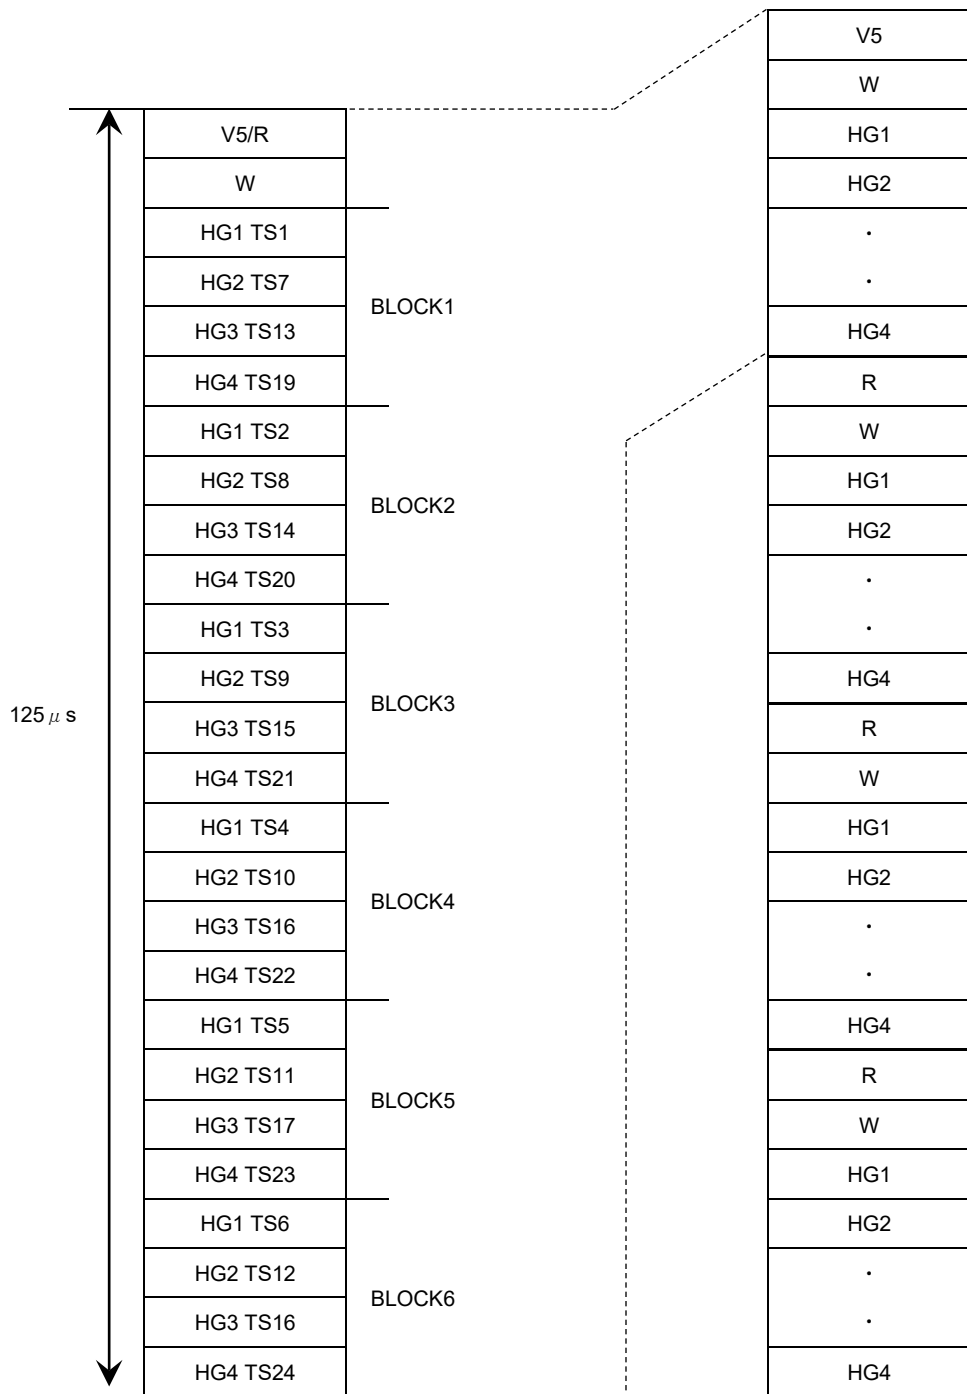 V5/R
W
HG1 TS1
HG2 TS7
HG3 TS13
HG4 TS19
BLOCK1
HG1 TS2
HG2 TS8
HG3 TS14
HG4 TS20
BLOCK2
HG1 TS3
HG2 TS9
HG3 TS15
HG4 TS21
BLOCK3
125 μ s
HG1 TS4
HG2 TS10
HG3 TS16
HG4 TS22
BLOCK4
HG1 TS5
HG2 TS11
HG3 TS17
HG4 TS23
BLOCK5
HG1 TS6
HG2 TS12
HG3 TS16
HG4 TS24
BLOCK6
V5
W
HG1
HG2
・
・
HG4
R
W
HG1
HG2
・
・
HG4
R
W
HG1
HG2
・
・
HG4
R
W
HG1
HG2
・
・
HG4